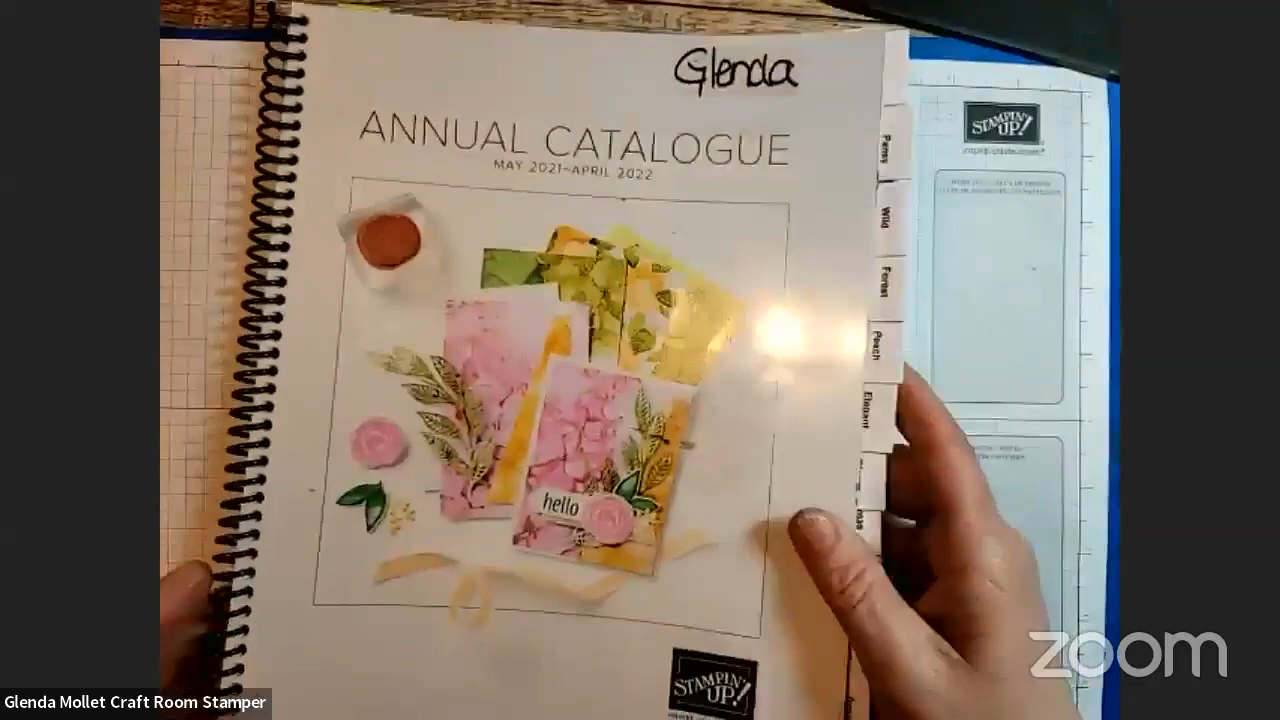 Glenda
ANNUAL CATALOGUE
MAY 2021–APRIL 2022
STAMPIN' UP!
Pansy
Wild
Forest
Peach
Elegant
hello
STAMPIN' UP!
zoom
Glenda Mollet Craft Room Stamper